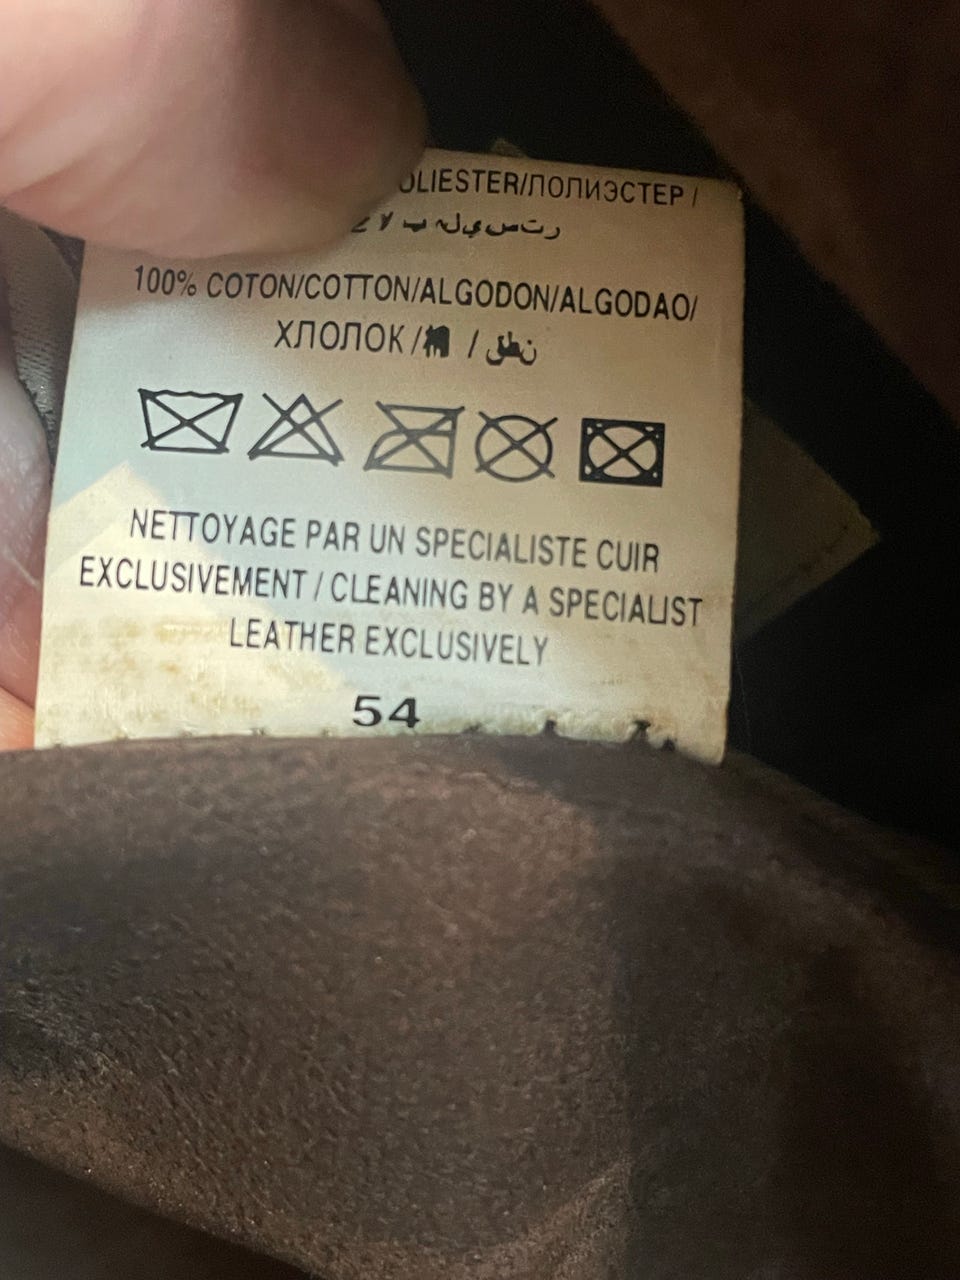 OLIESTER/ПОЛИЭСТЕР /
100% COTON/COTTON/ALGODON/ALGODAO/
ХЛОПОК / / نطق
NETTOYAGE PAR UN SPECIALISTE CUIR
EXCLUSIVEMENT / CLEANING BY A SPECIALIST
LEATHER EXCLUSIVELY
54